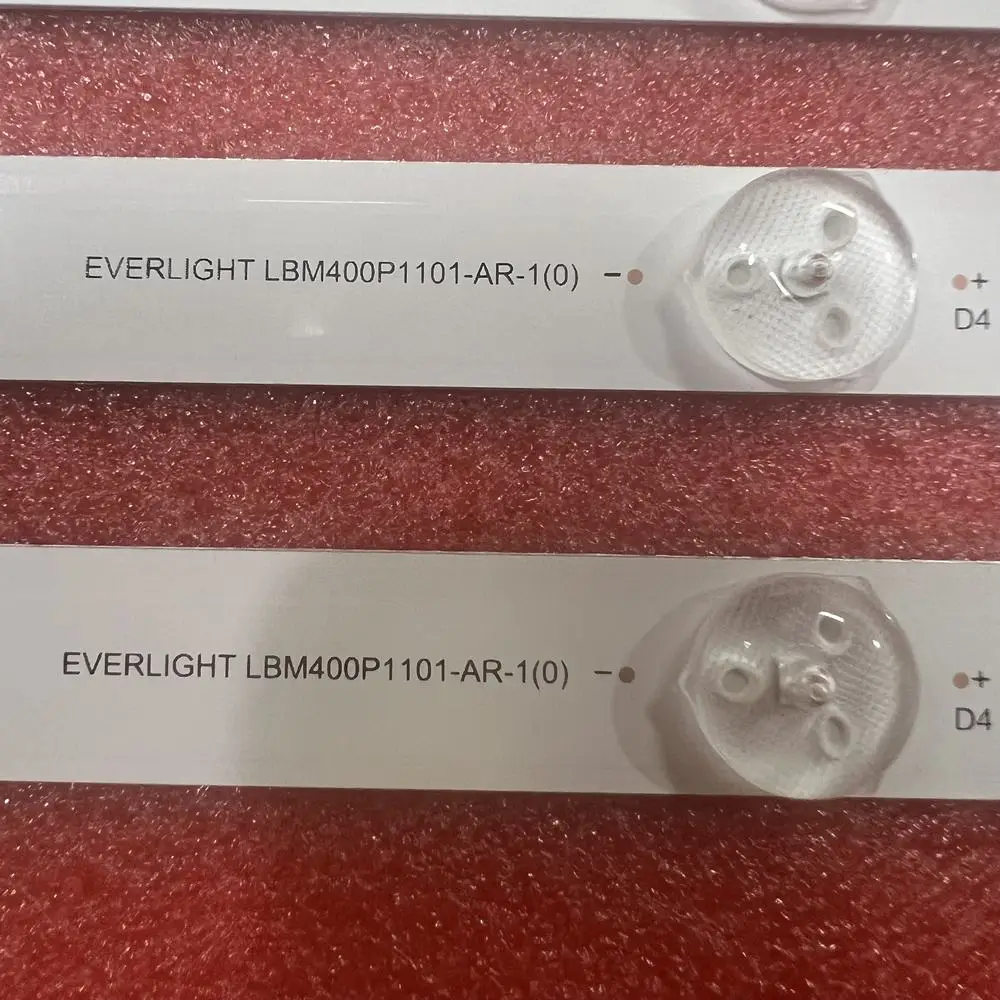 EVERLIGHT LBM400P1101-AR-1(0) - +
D4
EVERLIGHT LBM400P1101-AR-1(0) - +
D4